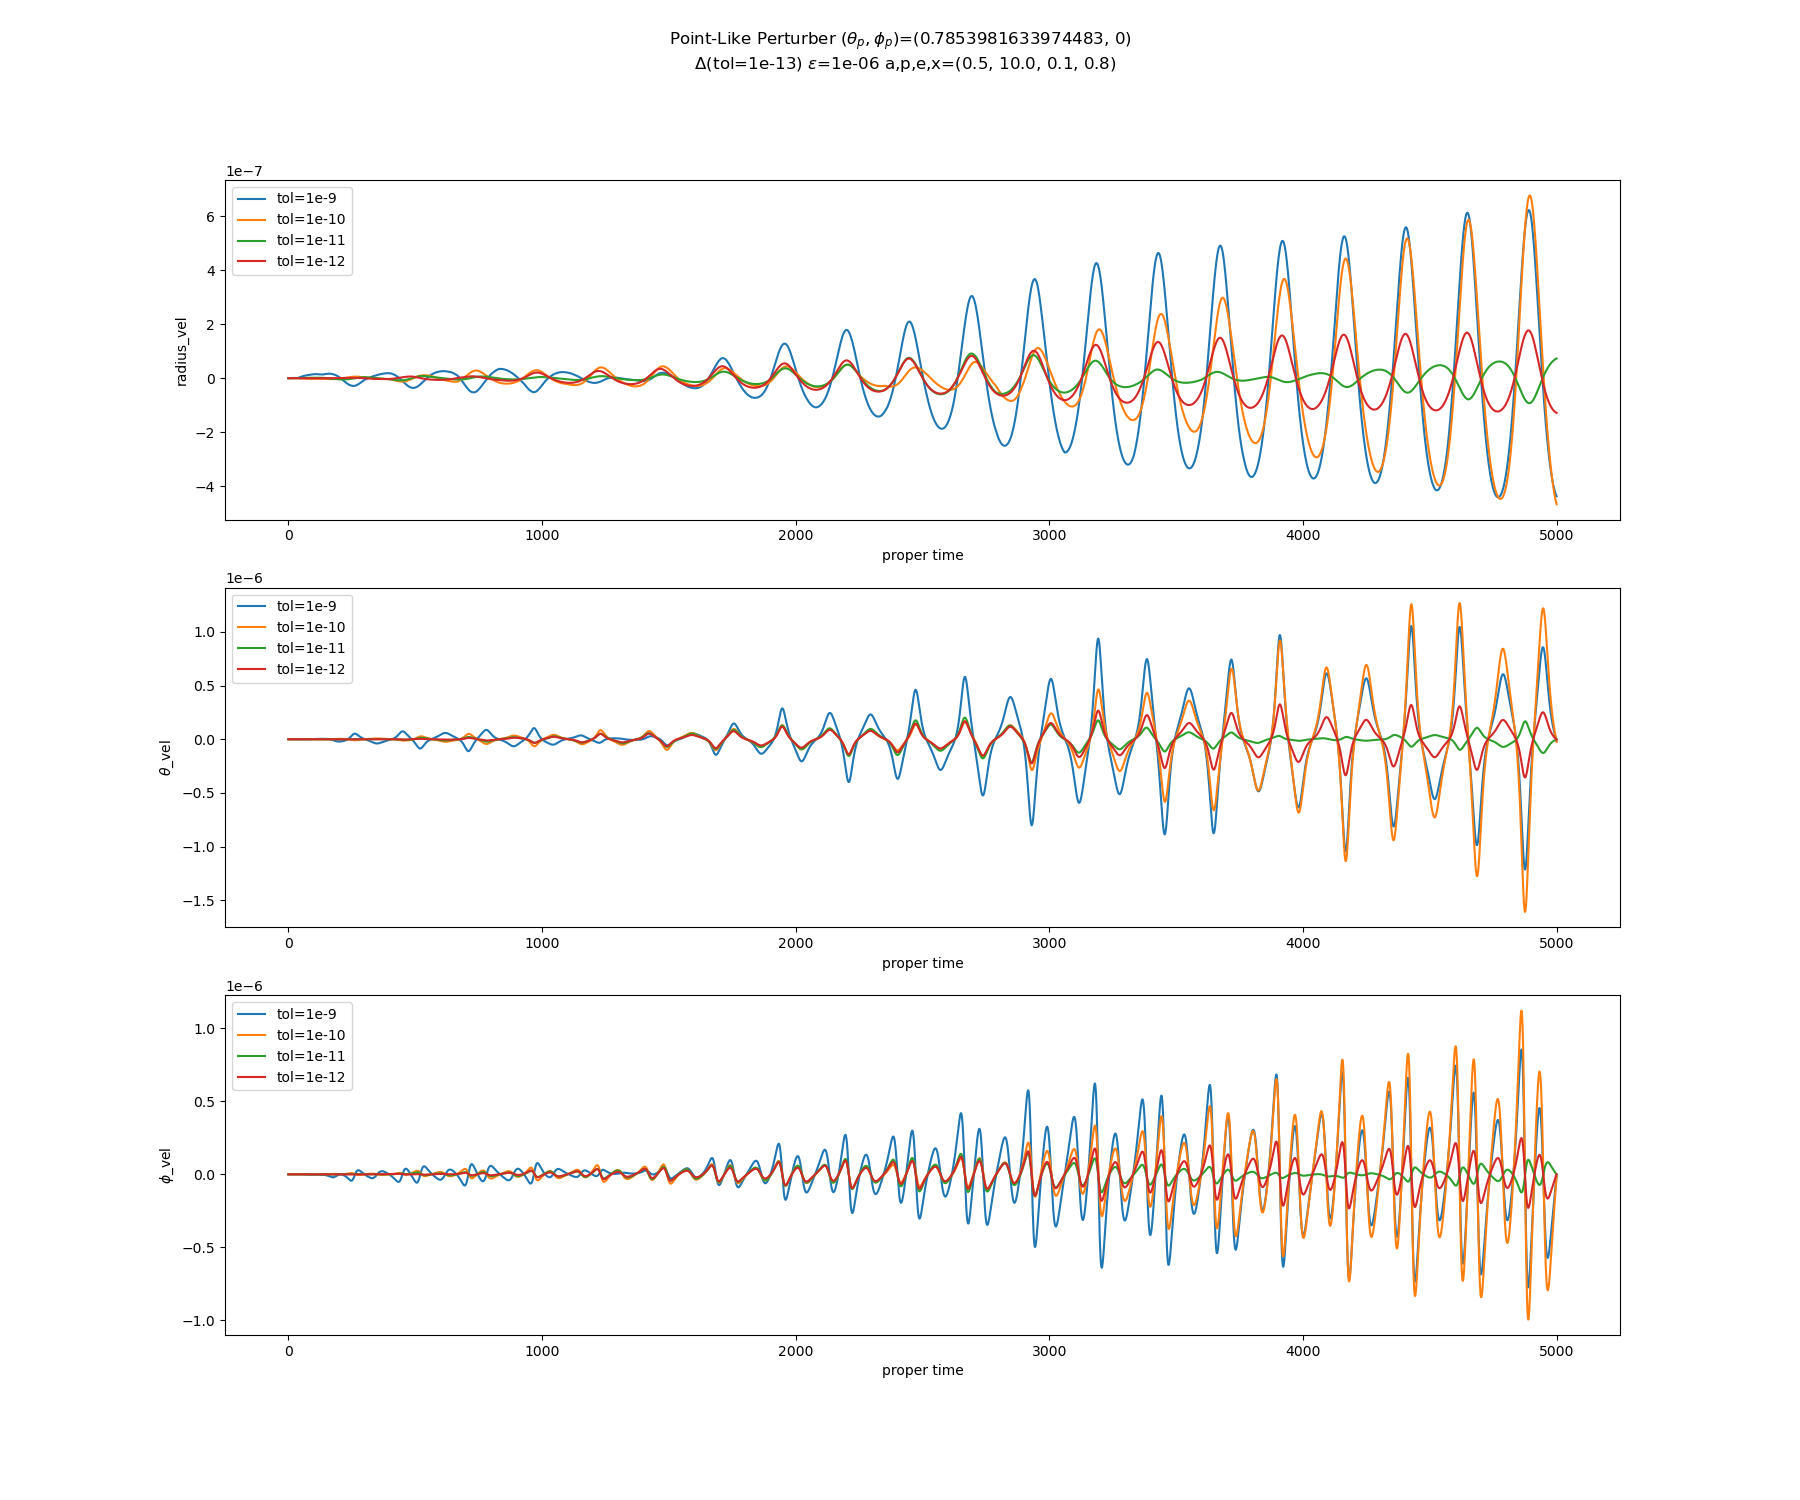 Point-Like Perturber (θp, ϕp)=(0.7853981633974483, 0)
Δ(tol=1e-13) ε=1e-06 a,p,e,x=(0.5, 10.0, 0.1, 0.8)
1e−7
tol=1e-9
tol=1e-10
tol=1e-11
tol=1e-12
6
4
2
0
−2
−4
radius_vel
0 1000 2000 3000 4000 5000
proper time
1e−6
tol=1e-9
tol=1e-10
tol=1e-11
tol=1e-12
1.0
0.5
0.0
−0.5
−1.0
−1.5
θ_vel
0 1000 2000 3000 4000 5000
proper time
1e−6
tol=1e-9
tol=1e-10
tol=1e-11
tol=1e-12
1.0
0.5
0.0
−0.5
−1.0
ϕ_vel
0 1000 2000 3000 4000 5000
proper time